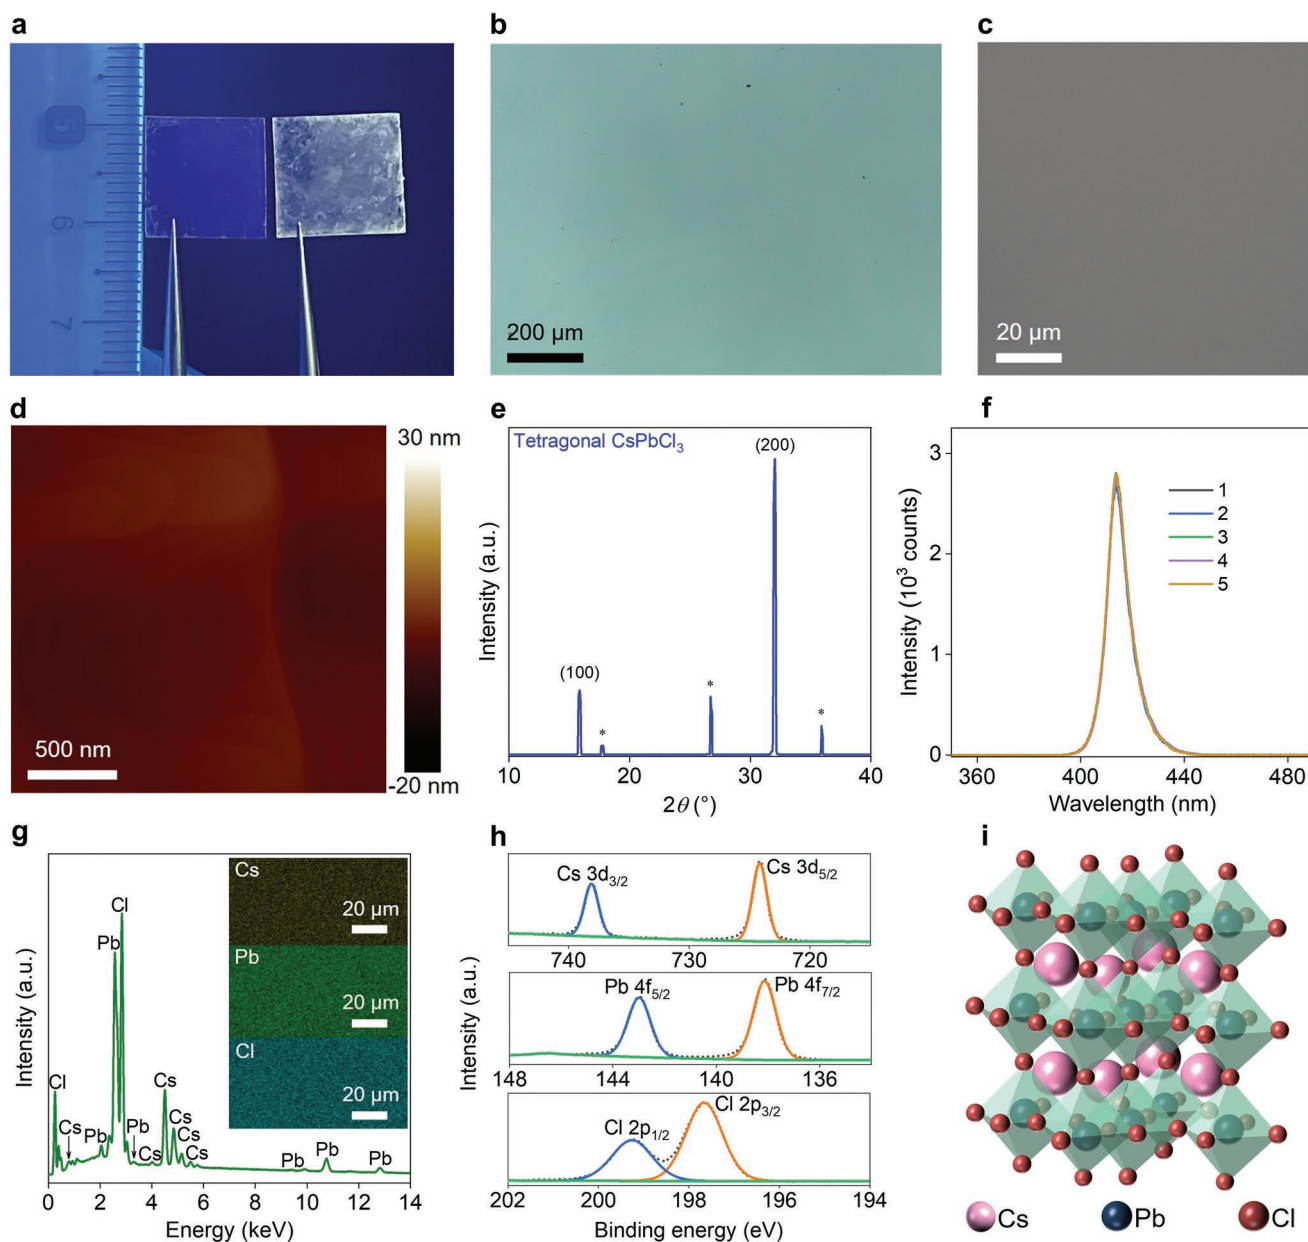 a
b
c
6
7
200 µm
20 µm
d
30 nm
500 nm
-20 nm
e
Tetragonal CsPbCl₃
(200)
(100)
*
*
*
Intensity (a.u.)
10 20 30 40
2θ (°)
f
3
2
1
0
Intensity (10³ counts)
1
2
3
4
5
360 400 440 480
Wavelength (nm)
g
Cl
Pb
Cl
Cs
Pb
Pb
Cs
Cs
Cs
Cs
Pb
Pb
Pb
Cs
20 µm
Pb
20 µm
Cl
20 µm
Intensity (a.u.)
0 2 4 6 8 10 12 14
Energy (keV)
h
Cs 3d₃/₂
Cs 3d₅/₂
740 730 720
Pb 4f₅/₂
Pb 4f₇/₂
148 144 140 136
Cl 2p₁/₂
Cl 2p₃/₂
202 200 198 196 194
Intensity (a.u.)
Binding energy (eV)
i
Cs
Pb
Cl